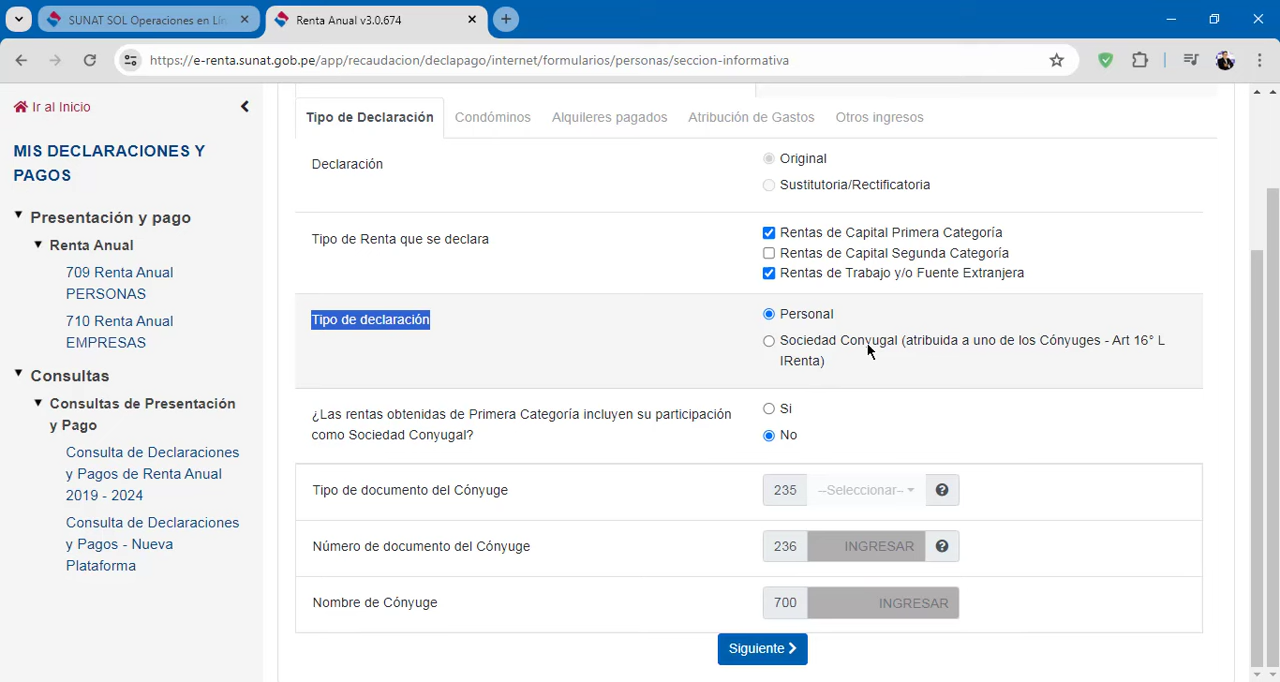 SUNAT SOL Operaciones en Lín
Renta Anual v3.0.674
https://e-renta.sunat.gob.pe/app/recaudacion/declapago/internet/formularios/personas/seccion-informativa
Ir al Inicio
MIS DECLARACIONES Y
PAGOS
Presentación y pago
Renta Anual
709 Renta Anual
PERSONAS
710 Renta Anual
EMPRESAS
Consultas
Consultas de Presentación
y Pago
Consulta de Declaraciones
y Pagos de Renta Anual
2019 - 2024
Consulta de Declaraciones
y Pagos - Nueva
Plataforma
Tipo de Declaración Condóminos Alquileres pagados Atribución de Gastos Otros ingresos
Declaración
Original
Sustitutoria/Rectificatoria
Tipo de Renta que se declara
Rentas de Capital Primera Categoría
Rentas de Capital Segunda Categoría
Rentas de Trabajo y/o Fuente Extranjera
Tipo de declaración
Personal
Sociedad Conyugal (atribuida a uno de los Cónyuges - Art 16° L
IRenta)
¿Las rentas obtenidas de Primera Categoría incluyen su participación
como Sociedad Conyugal?
Si
No
Tipo de documento del Cónyuge 235 --Seleccionar--
Número de documento del Cónyuge 236 INGRESAR
Nombre de Cónyuge 700 INGRESAR
Siguiente